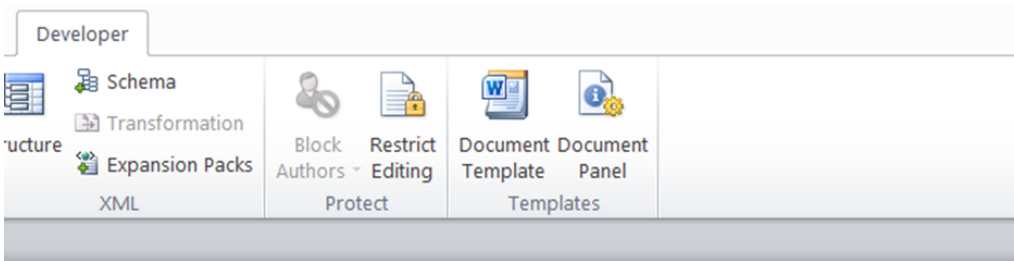 Developer
Schema
Transformation
ructure
Expansion Packs
XML
Block
Authors
Restrict
Editing
Protect
W
Document
Template
Document
Panel
Templates